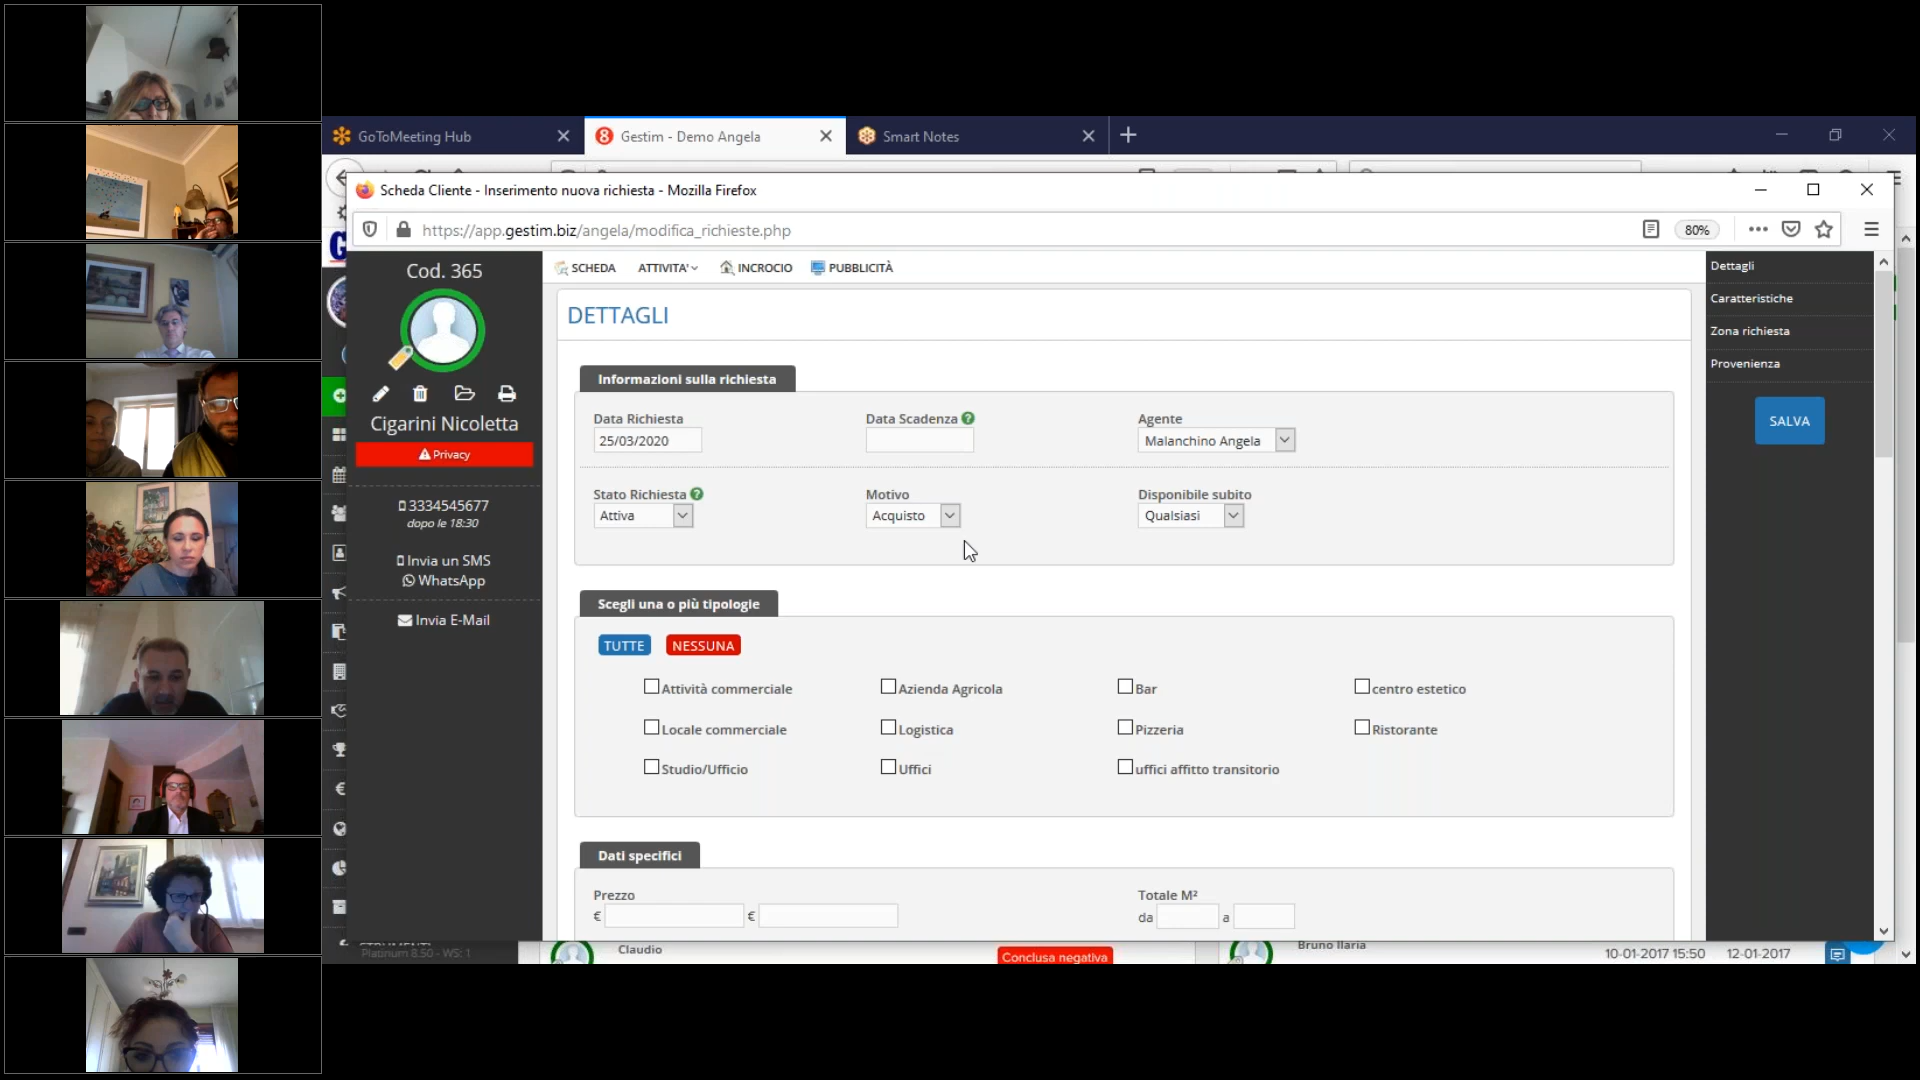 GoToMeeting Hub
Gestim - Demo Angela
Smart Notes
Scheda Cliente - Inserimento nuova richiesta - Mozilla Firefox
https://app.gestim.biz/angela/modifica_richieste.php
80%
Cod. 365
Cigarini Nicoletta
Privacy
3334545677
dopo le 18:30
Invia un SMS
WhatsApp
Invia E-Mail
SCHEDA ATTIVITA' INCROCIO PUBBLICITÀ
DETTAGLI
Informazioni sulla richiesta
Data Richiesta Data Scadenza ? Agente
25/03/2020 Malanchino Angela
Stato Richiesta ? Motivo Disponibile subito
Attiva Acquisto Qualsiasi
Scegli una o più tipologie
TUTTE NESSUNA
Attività commerciale Azienda Agricola Bar centro estetico
Locale commerciale Logistica Pizzeria Ristorante
Studio/Ufficio Uffici uffici affitto transitorio
Dati specifici
Prezzo Totale M²
€ € da a
Dettagli
Caratteristiche
Zona richiesta
Provenienza
SALVA
Platinum 8.50 - WS: 1
Claudio
Conclusa negativa
Bruno Ilaria
10-01-2017 15:50 12-01-2017